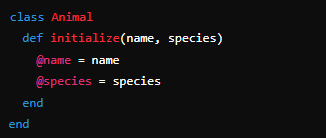 class Animal
  def initialize(name, species)
    @name = name
    @species = species
  end
end